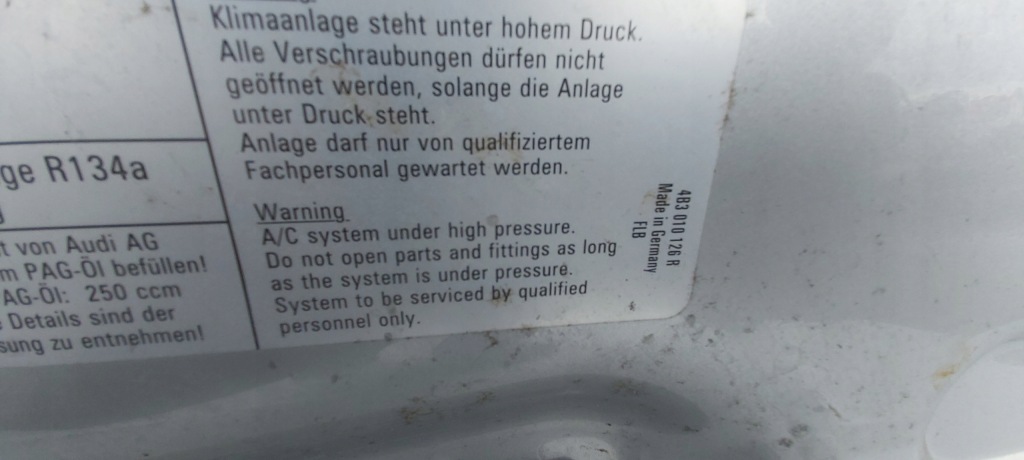 Klimaanlage steht unter hohem Druck.
Alle Verschraubungen dürfen nicht
geöffnet werden, solange die Anlage
unter Druck steht.
Anlage darf nur von qualifiziertem
Fachpersonal gewartet werden.
Warning
A/C system under high pressure.
Do not open parts and fittings as long
as the system is under pressure.
System to be serviced by qualified
personnel only.
ge R134a
t von Audi AG
m PAG-Öl befüllen!
AG-Öl: 250 ccm
Details sind der
sung zu entnehmen!
4B3 010 126 R
Made in Germany
FLB